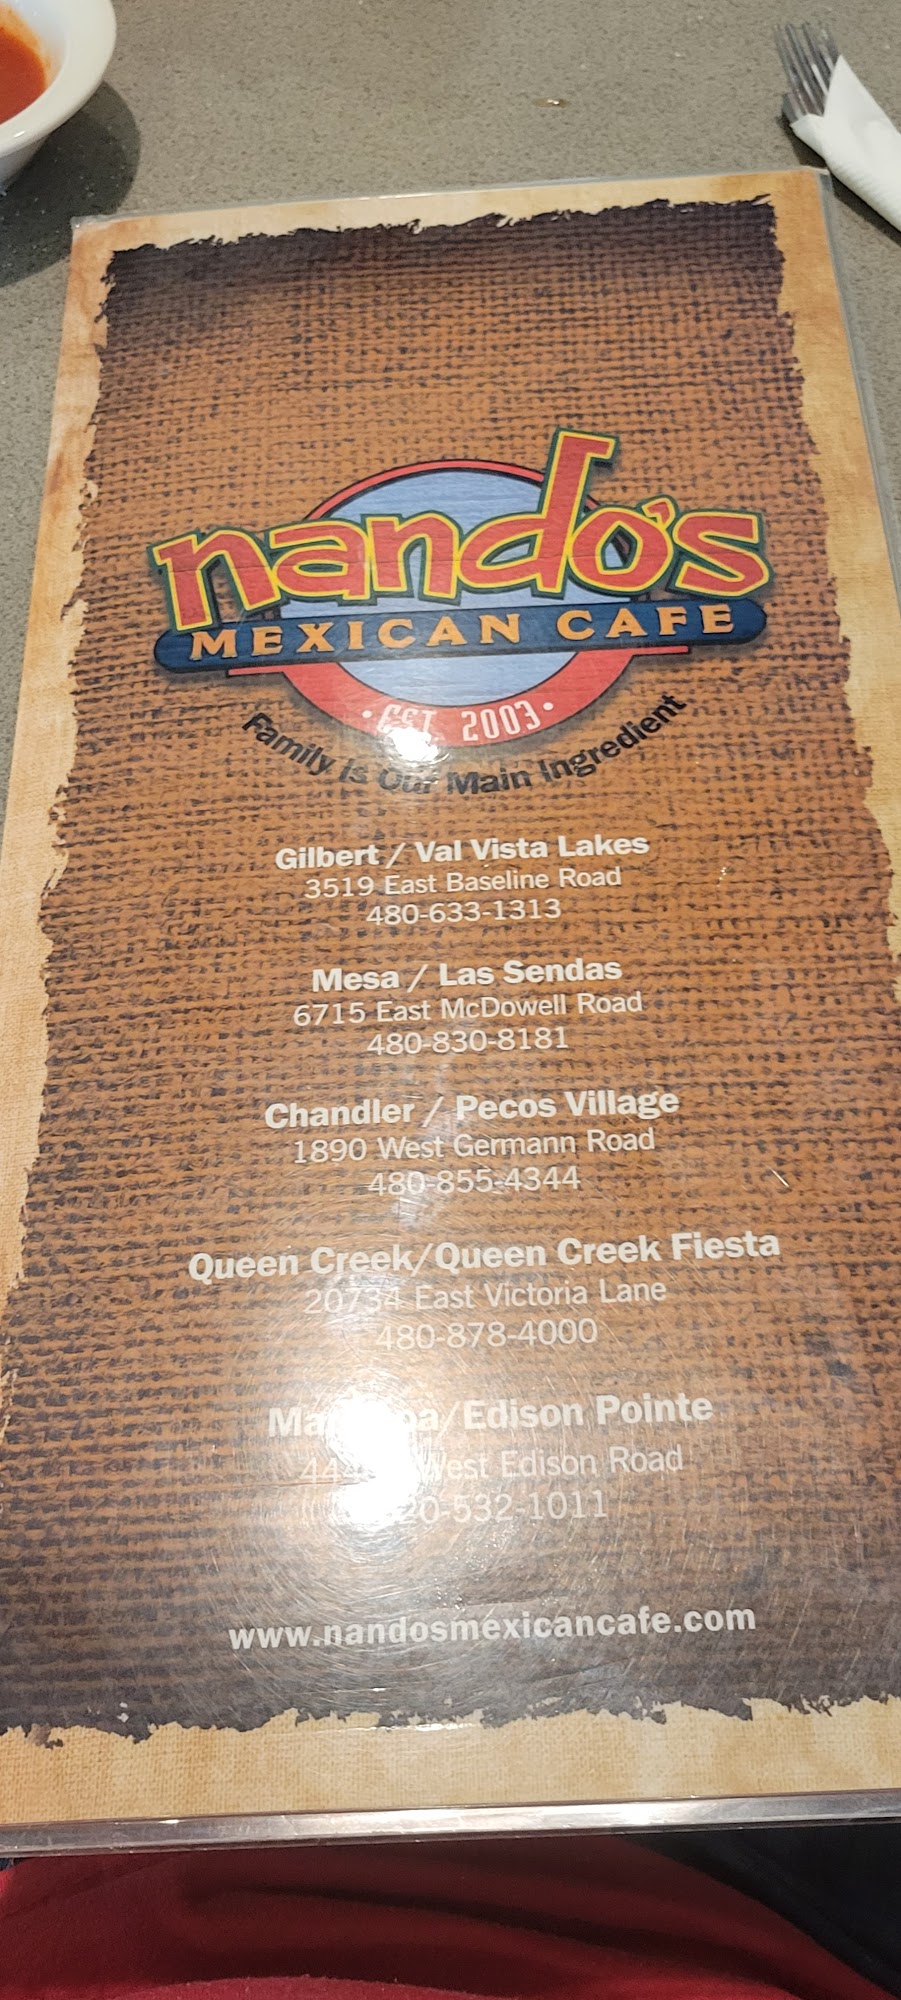 nando's
MEXICAN CAFE
• EST. 2003 •
Family Is Our Main Ingredient
Gilbert / Val Vista Lakes
3519 East Baseline Road
480-633-1313
Mesa / Las Sendas
6715 East McDowell Road
480-830-8181
Chandler / Pecos Village
1890 West Germann Road
480-855-4344
Queen Creek/Queen Creek Fiesta
20734 East Victoria Lane
480-878-4000
Edison Pointe
West Edison Road
532-1011
www.nandosmexicancafe.com